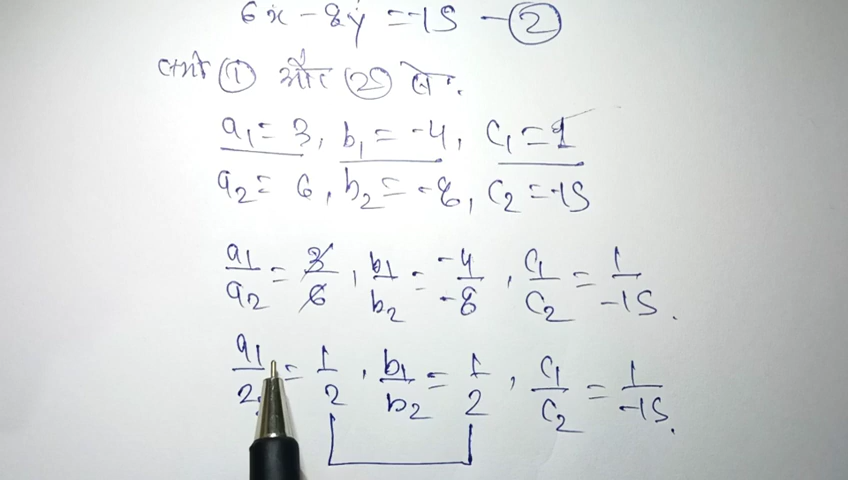 6x - 8y = -15 - ②
समी ① और ② से.
a₁ = 3, b₁ = -4, c₁ = 1
a₂ = 6, b₂ = -8, c₂ = -15
a₁/a₂ = 3/6, b₁/b₂ = -4/-8, c₁/c₂ = 1/-15.
a₁/2 = 1/2, b₁/b₂ = 1/2, c₁/c₂ = 1/-15.